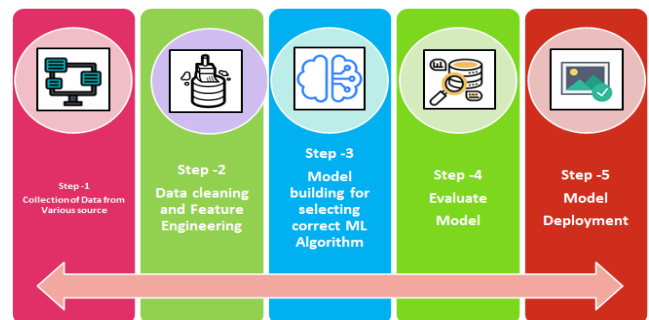 Step -1
Collection of Data from
Various source
Step -2
Data cleaning
and Feature
Engineering
Step -3
Model
building for
selecting
correct ML
Algorithm
Step -4
Evaluate
Model
Step -5
Model
Deployment